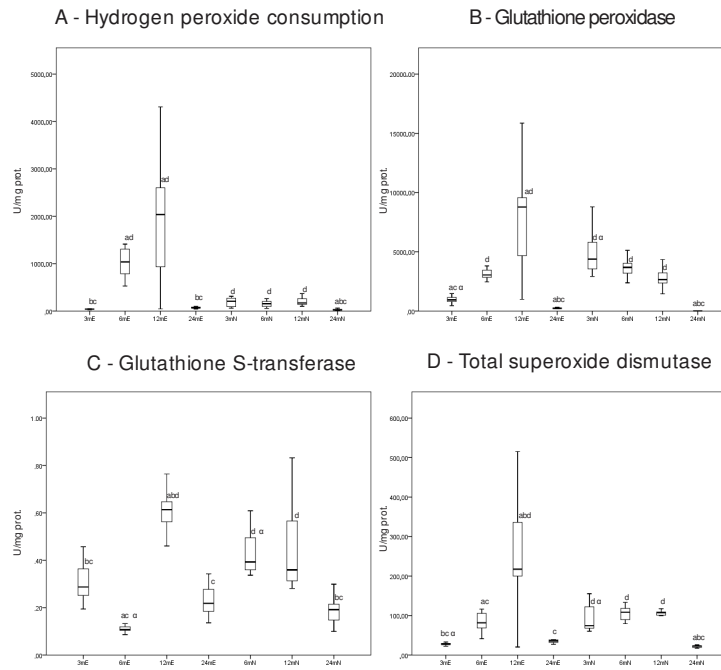 A - Hydrogen peroxide consumption
5000,00
4000,00
3000,00
2000,00
1000,00
,00
U/mg prot.
bc
ad
ad
bc
d
d
d
abc
3mE 6mE 12mE 24mE 3mN 6mN 12mN 24mN
B - Glutathione peroxidase
20000,00
15000,00
10000,00
5000,00
,00
U/mg prot.
ac α
d
ad
abc
d α
d
d
abc
3mE 6mE 12mE 24mE 3mN 6mN 12mN 24mN
C - Glutathione S-transferase
1.00
.80
.60
.40
.20
.00
U/mg prot.
bc
ac α
abd
c
d α
d
bc
3mE 6mE 12mE 24mE 6mN 12mN 24mN
D - Total superoxide dismutase
600,00
500,00
400,00
300,00
200,00
100,00
,00
U/mg prot.
bc α
ac
abd
c
d α
d
d
abc
3mE 6mE 12mE 24mE 3mN 6mN 12mN 24mN